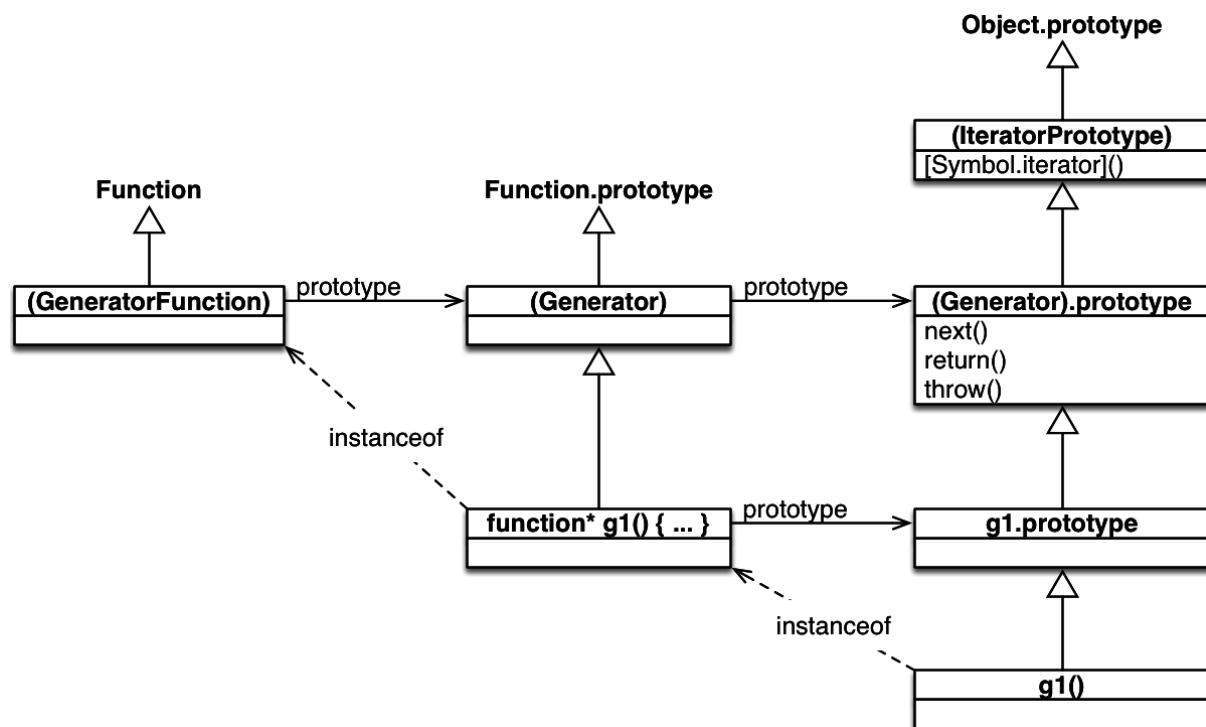 Object.prototype
(IteratorPrototype)
[Symbol.iterator]()
Function
Function.prototype
(GeneratorFunction)
prototype
(Generator)
prototype
(Generator).prototype
next()
return()
throw()
instanceof
function* g1() { ... }
prototype
g1.prototype
instanceof
g1()